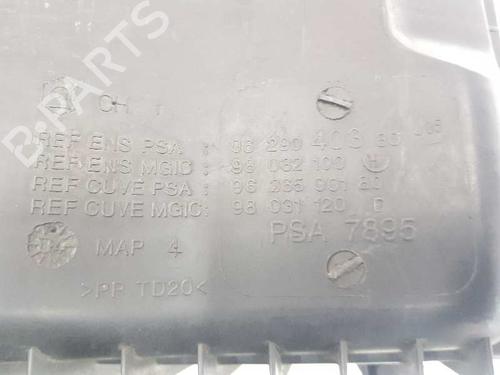 CH
REF ENS PSA : 96 290 403 80
REF ENS MGIC: 98 032 100
REF CUVE PSA : 96 265 001 80
REF CUVE MGIC: 98 031 120 D
PSA 7895
MAP 4
>PP TD20<
B-PARTS